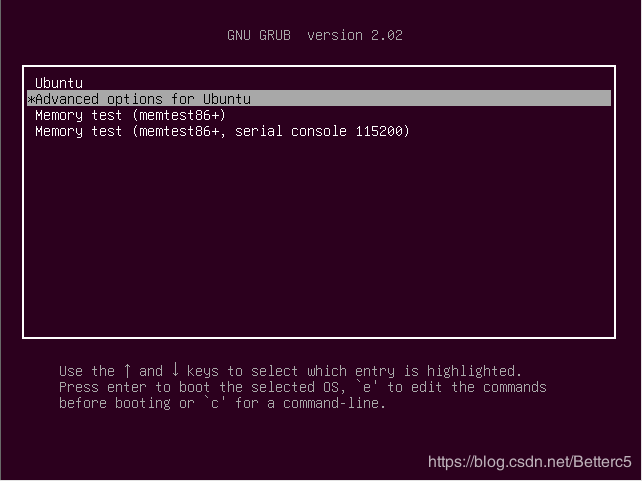 GNU GRUB  version 2.02
Ubuntu
*Advanced options for Ubuntu
Memory test (memtest86+)
Memory test (memtest86+, serial console 115200)
Use the ↑ and ↓ keys to select which entry is highlighted.
Press enter to boot the selected OS, `e' to edit the commands
before booting or `c' for a command-line.
https://blog.csdn.net/Betterc5